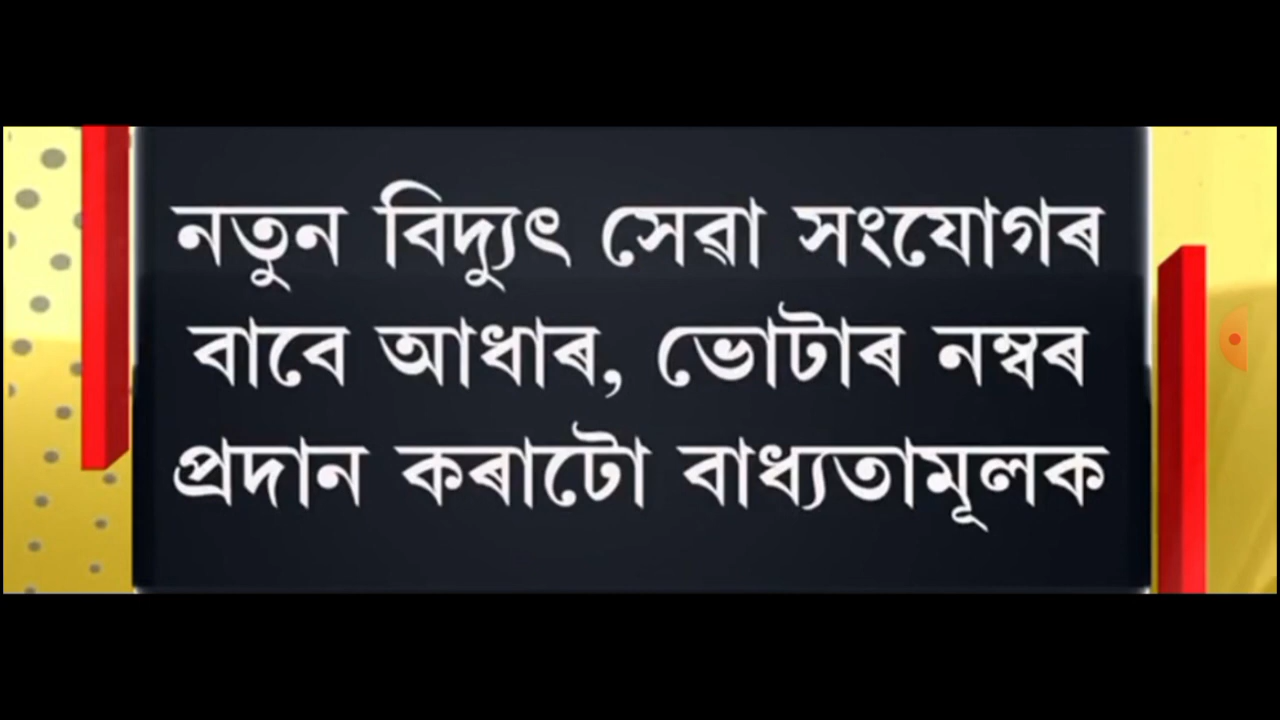 নতুন বিদ্যুৎ সেৱা সংযোগৰ
বাবে আধাৰ, ভোটাৰ নম্বৰ
প্ৰদান কৰাটো বাধ্যতামূলক